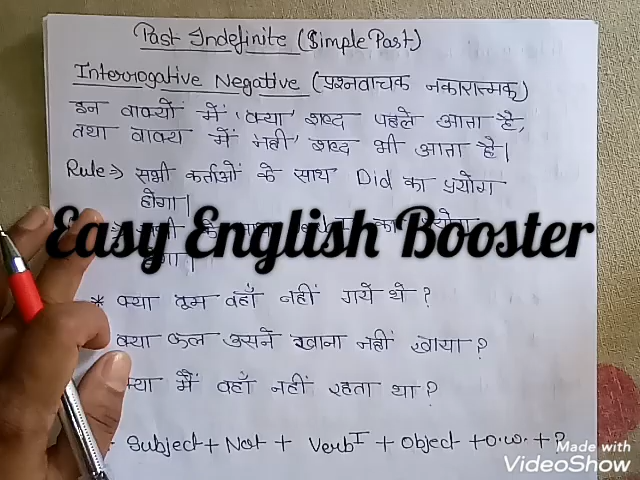 Past Indefinite (Simple Past)
Interrogative Negative (प्रश्नवाचक नकारात्मक)
इन वाक्यों में 'क्या' शब्द पहले आता है,
तथा वाक्य में 'नहीं' शब्द भी आता है।
Rule⇒ सभी कर्त्ताओं के साथ Did का प्रयोग
होगा।
Easy English Booster
* क्या तुम वहाँ नहीं गये थे ?
क्या कल उसने खाना नहीं खाया ?
क्या मैं वहाँ नहीं रहता था ?
Subject + Not + Verb I + Object + O.W. + ?
Made with
VideoShow